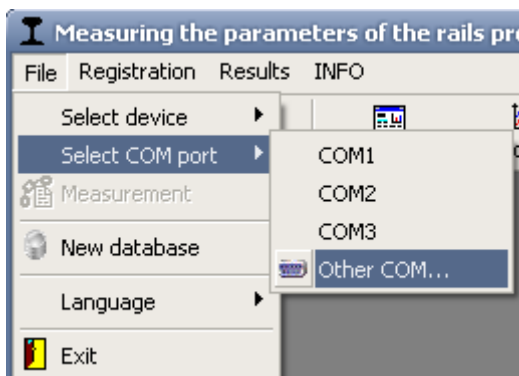 Measuring the parameters of the rails
File Registration Results INFO
Select device
Select COM port
Measurement
New database
Language
Exit
COM1
COM2
COM3
Other COM...